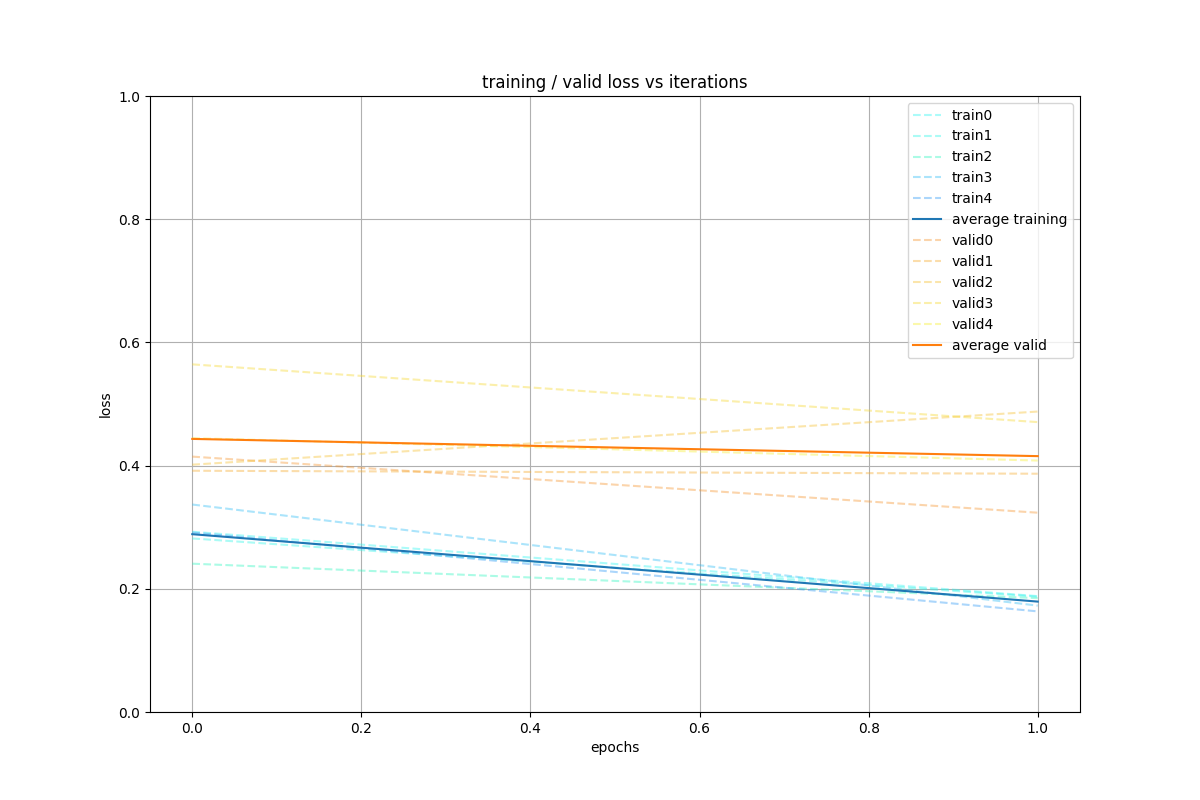 training / valid loss vs iterations
1.0
0.8
0.6
0.4
0.2
0.0
loss
train0
train1
train2
train3
train4
average training
valid0
valid1
valid2
valid3
valid4
average valid
0.0 0.2 0.4 0.6 0.8 1.0
epochs